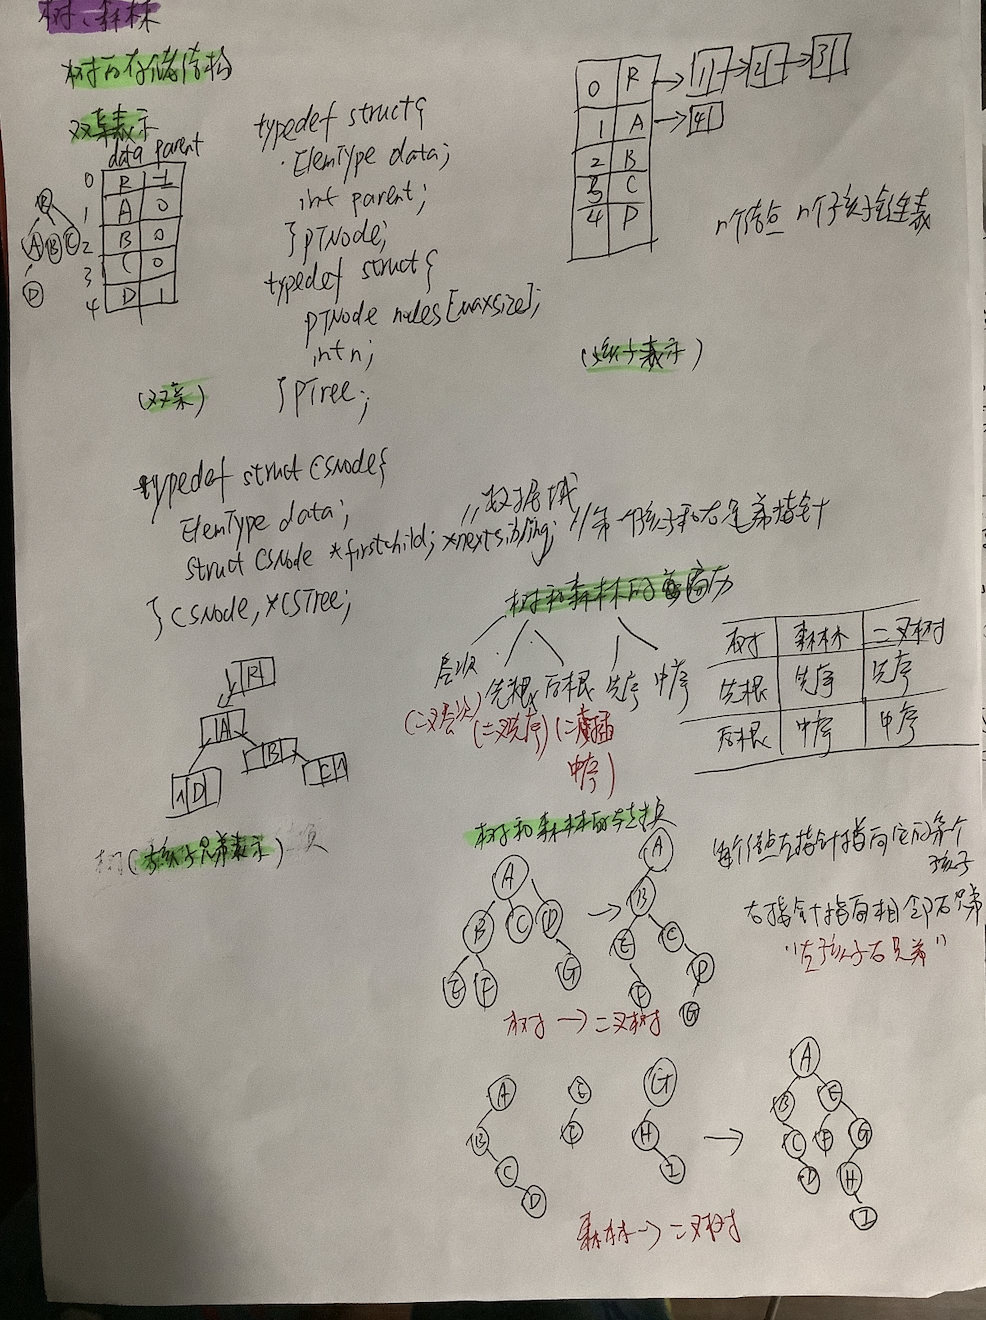 树、森林
树的存储结构
双亲表示
data parent
0 R -1
1 A 0
2 B 0
3 C 0
4 D 1
R
A B C
D
(双亲)
typedef struct{
ElemType data;
int parent;
}PTNode;
typedef struct{
PTNode nodes[maxsize];
int n;
}PTree;
0 R → 1 → 2 → 3
1 A → 4
2 B
3 C
4 D
n个结点 n个孩子链表
(孩子表示)
typedef struct CSNode{
ElemType data; //数据域
struct CSNode *firstchild; *nextsibling; //第一个孩子和右兄弟指针
}CSNode, *CSTree;
R
A
B
D C
(孩子兄弟表示)
树和森林的遍历
层次 先根 后根 先序 中序
(二叉层次) (二叉先序) (二叉
中序)
树 森林 二叉树
先根 先序 先序
后根 中序 中序
树和森林的转换
A
B C D
E F G
→
A
B
E C
F D
G
树 → 二叉树
每个结点左指针指向它的第一个
孩子
右指针指向相邻右兄弟
"左孩子右兄弟"
A E G
B F H
C I
D
→
A
B E
C F G
D H
I
森林 → 二叉树